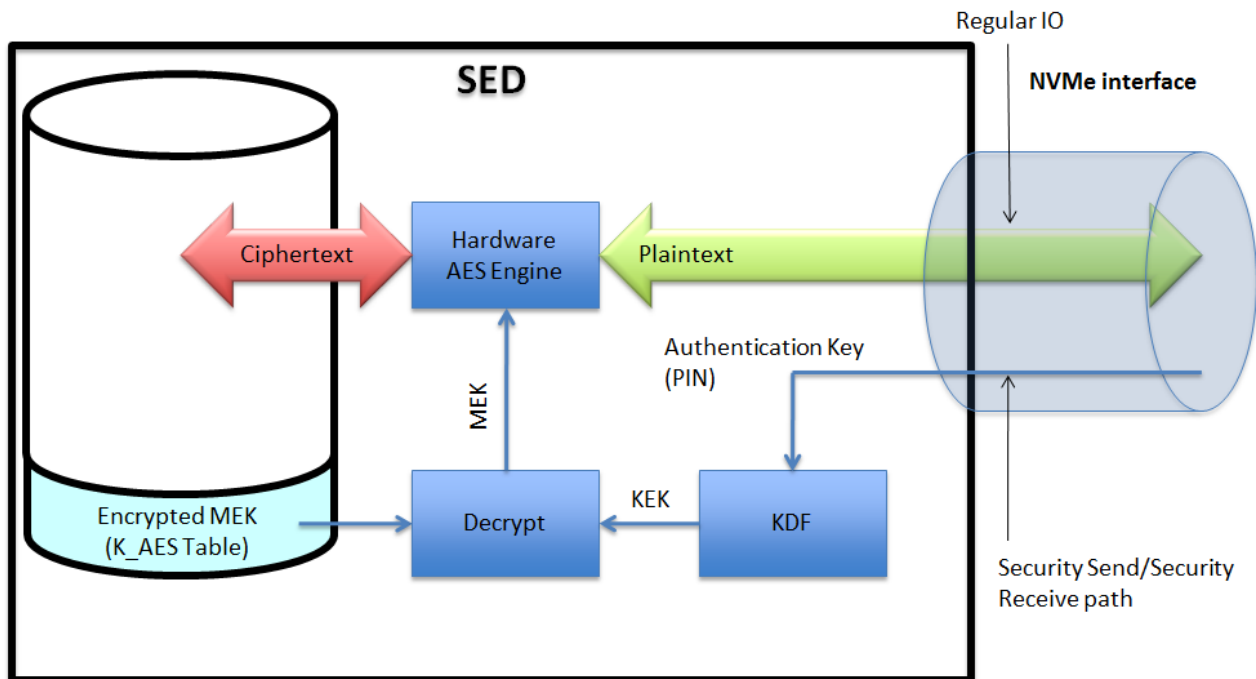 Regular IO
SED
NVMe interface
Ciphertext
Hardware
AES Engine
Plaintext
Authentication Key
(PIN)
MEK
Encrypted MEK
(K_AES Table)
Decrypt
KEK
KDF
Security Send/Security
Receive path